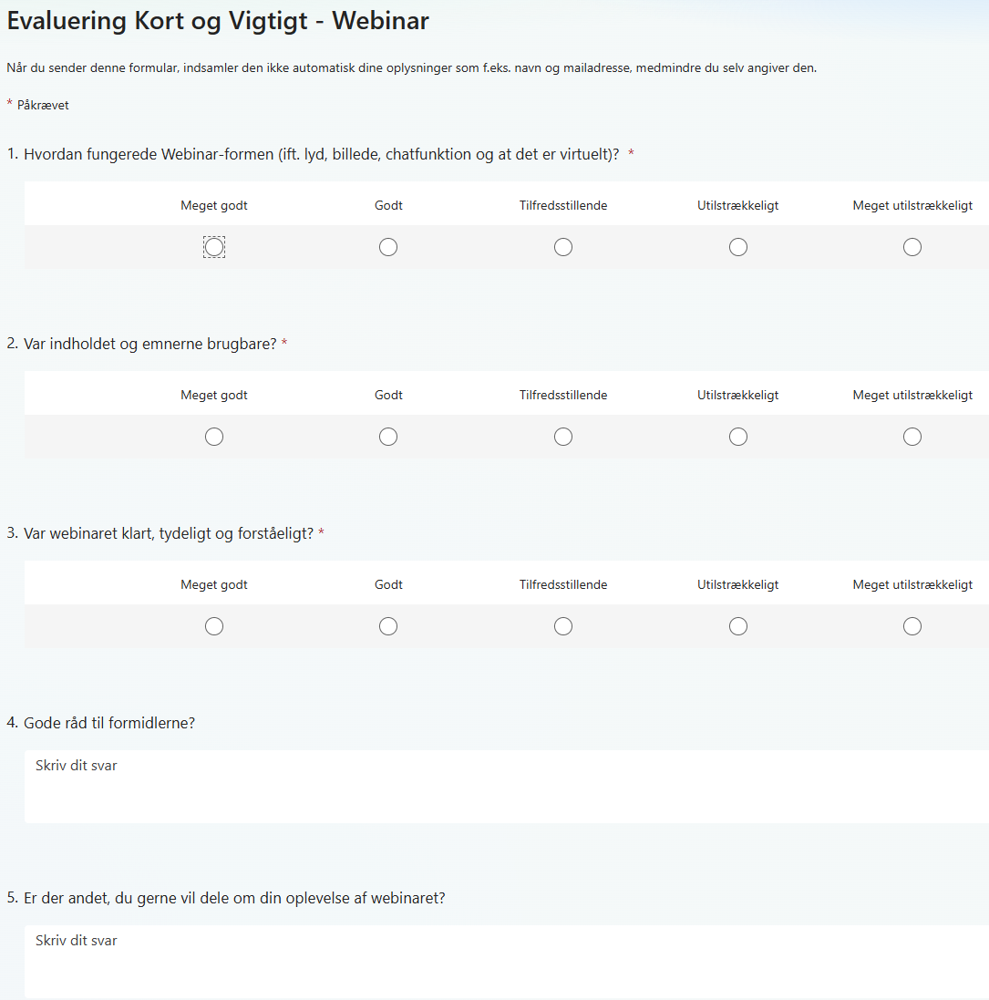 Evaluering Kort og Vigtigt - Webinar
Når du sender denne formular, indsamler den ikke automatisk dine oplysninger som f.eks. navn og mailadresse, medmindre du selv angiver den.
* Påkrævet
1. Hvordan fungerede Webinar-formen (ift. lyd, billede, chatfunktion og at det er virtuelt)? *
Meget godt Godt Tilfredsstillende Utilstrækkeligt Meget utilstrækkeligt
2. Var indholdet og emnerne brugbare? *
Meget godt Godt Tilfredsstillende Utilstrækkeligt Meget utilstrækkeligt
3. Var webinaret klart, tydeligt og forståeligt? *
Meget godt Godt Tilfredsstillende Utilstrækkeligt Meget utilstrækkeligt
4. Gode råd til formidlerne?
Skriv dit svar
5. Er der andet, du gerne vil dele om din oplevelse af webinaret?
Skriv dit svar